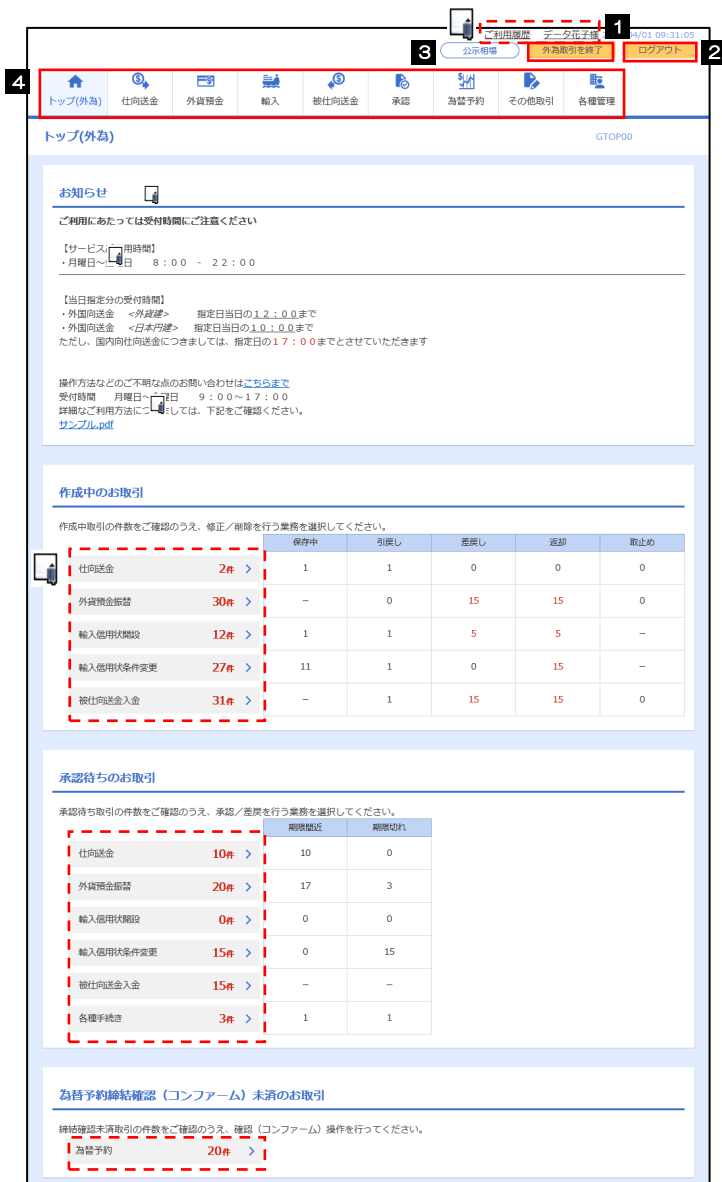 1
ご利用履歴 データ花子様 04/01 09:31:05
3 公示相場 外為取引を終了 ログアウト 2
4
トップ(外為) 仕向送金 外貨預金 輸入 被仕向送金 承認 為替予約 その他取引 各種管理
トップ(外為) GTOP00
お知らせ
ご利用にあたっては受付時間にご注意ください
【サービス 用時間】
・月曜日～ 日 8：00 - 22：00
【当日指定分の受付時間】
・外国向送金 <外貨建> 指定日当日の12：00まで
・外国向送金 <日本円建> 指定日当日の10：00まで
ただし、国内向仕向送金につきましては、指定日の17：00までとさせていただきます
操作方法などのご不明な点のお問い合わせはこちらまで
受付時間 月曜日～ 曜日 9：00～17：00
詳細なご利用方法につ しては、下記をご確認ください。
サンプル.pdf
作成中のお取引
作成中取引の件数をご確認のうえ、修正／削除を行う業務を選択してください。
保存中 引戻し 差戻し 返却 取止め
仕向送金 2件 1 1 0 0 0
外貨預金振替 30件 － 0 15 15 0
輸入信用状開設 12件 1 1 5 5 －
輸入信用状条件変更 27件 11 1 0 15 －
被仕向送金入金 31件 － 1 15 15 0
承認待ちのお取引
承認待ち取引の件数をご確認のうえ、承認／差戻を行う業務を選択してください。
期限間近 期限切れ
仕向送金 10件 10 0
外貨預金振替 20件 17 3
輸入信用状開設 0件 0 0
輸入信用状条件変更 15件 0 15
被仕向送金入金 15件 － －
各種手続き 3件 1 1
為替予約締結確認（コンファーム）未済のお取引
締結確認未済取引の件数をご確認のうえ、確認（コンファーム）操作を行ってください。
為替予約 20件